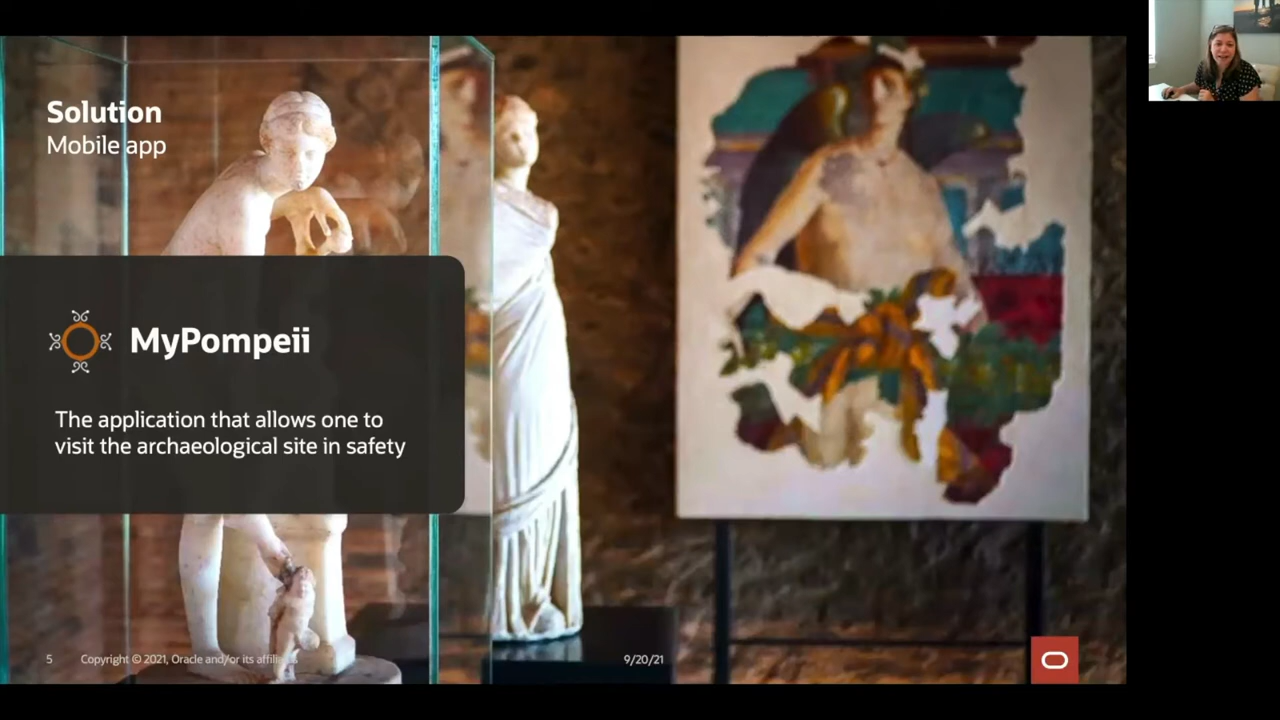 Solution
Mobile app
MyPompeii
The application that allows one to
visit the archaeological site in safety
5
Copyright © 2021, Oracle and/or its
9/20/21